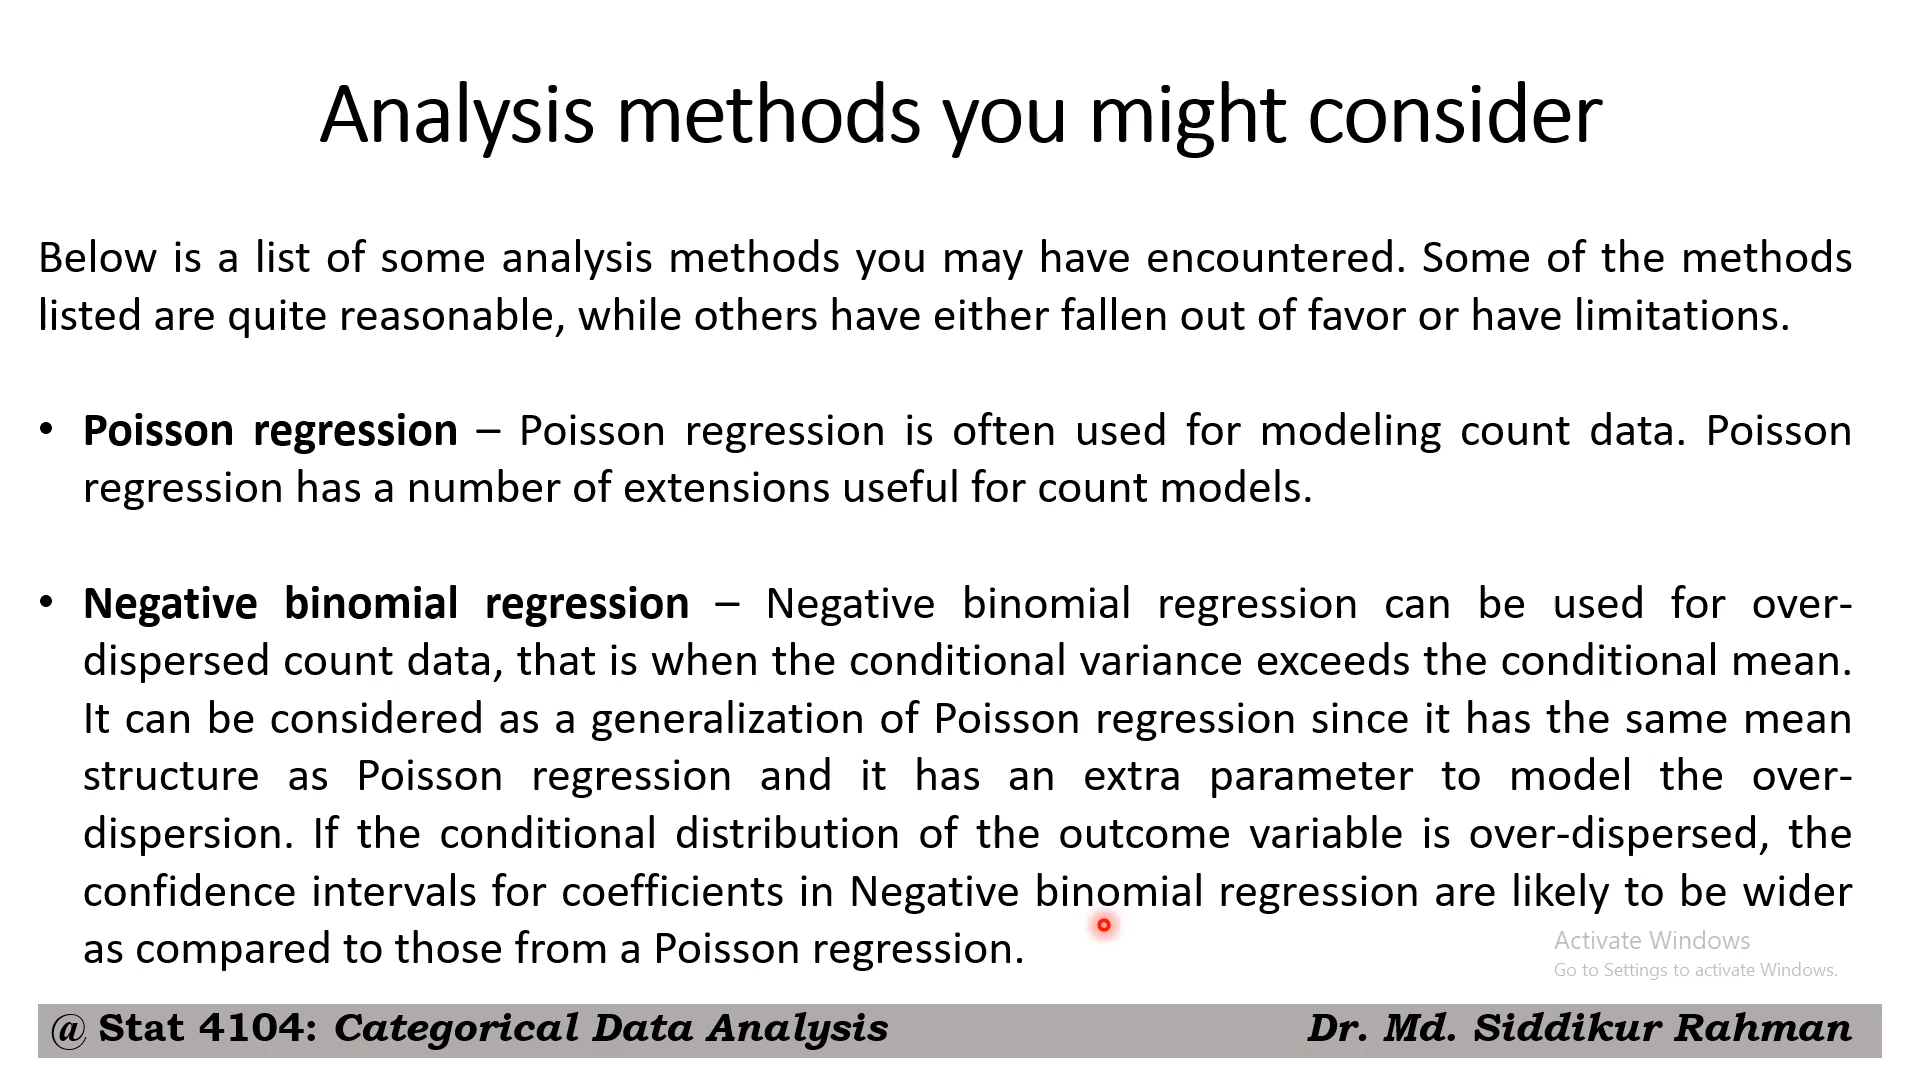 Analysis methods you might consider
Below is a list of some analysis methods you may have encountered. Some of the methods
listed are quite reasonable, while others have either fallen out of favor or have limitations.
• Poisson regression – Poisson regression is often used for modeling count data. Poisson
regression has a number of extensions useful for count models.
• Negative binomial regression – Negative binomial regression can be used for over-
dispersed count data, that is when the conditional variance exceeds the conditional mean.
It can be considered as a generalization of Poisson regression since it has the same mean
structure as Poisson regression and it has an extra parameter to model the over-
dispersion. If the conditional distribution of the outcome variable is over-dispersed, the
confidence intervals for coefficients in Negative binomial regression are likely to be wider
as compared to those from a Poisson regression.
Activate Windows
Go to Settings to activate Windows.
@ Stat 4104: Categorical Data Analysis Dr. Md. Siddikur Rahman